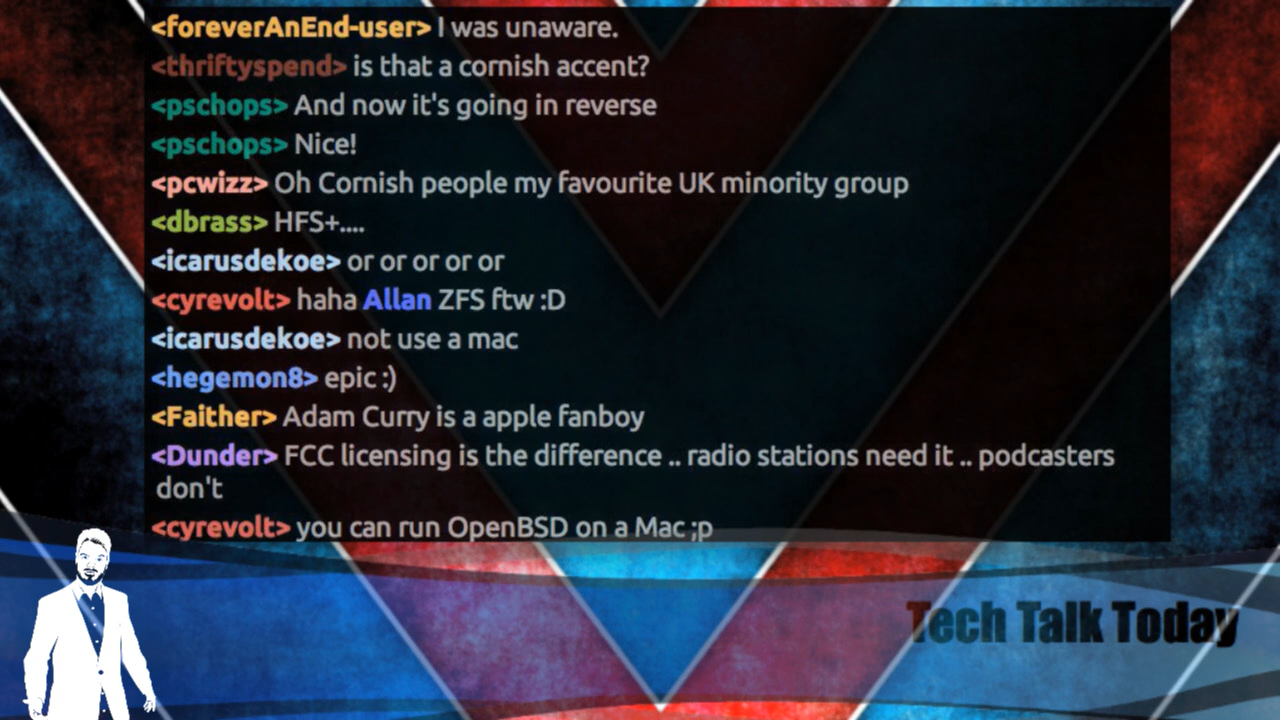 <foreverAnEnd-user> I was unaware.
<thriftyspend> is that a cornish accent?
<pschops> And now it's going in reverse
<pschops> Nice!
<pcwizz> Oh Cornish people my favourite UK minority group
<dbrass> HFS+....
<icarusdekoe> or or or or or
<cyrevolt> haha Allan ZFS ftw :D
<icarusdekoe> not use a mac
<hegemon8> epic :)
<Faither> Adam Curry is a apple fanboy
<Dunder> FCC licensing is the difference .. radio stations need it .. podcasters
don't
<cyrevolt> you can run OpenBSD on a Mac ;p
Tech Talk Today